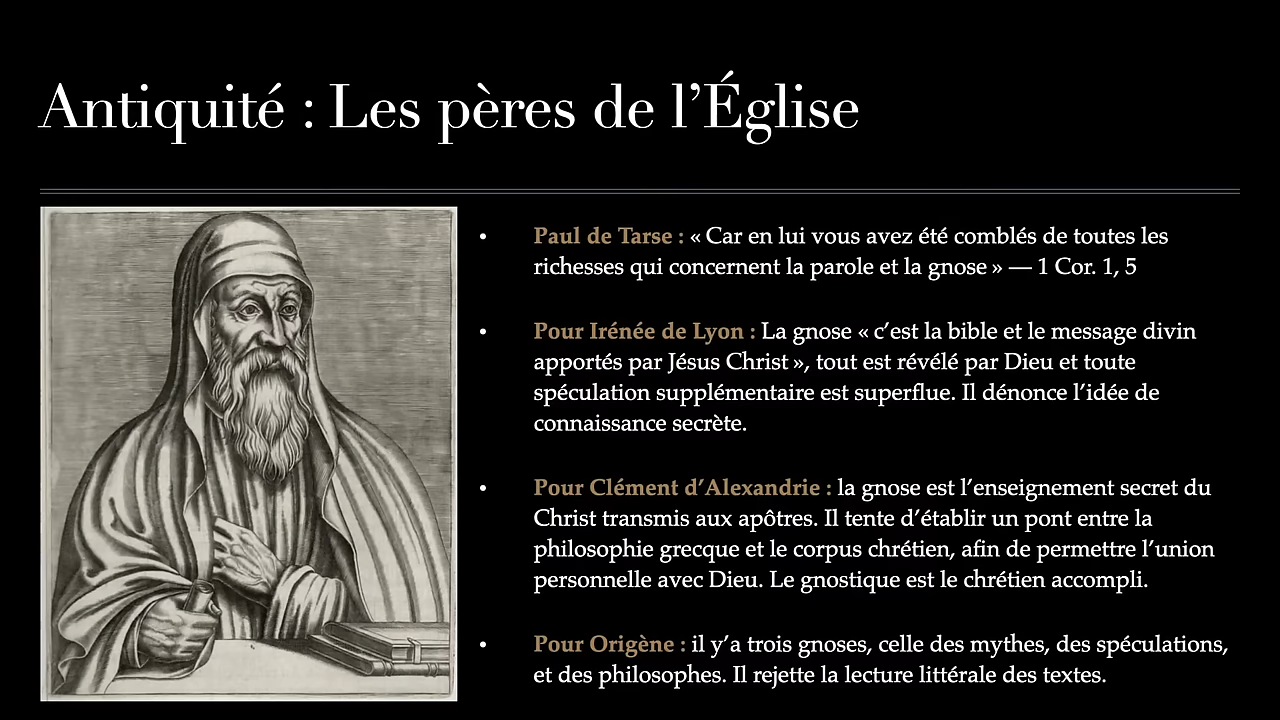 Antiquité : Les pères de l’Église
• Paul de Tarse : « Car en lui vous avez été comblés de toutes les
richesses qui concernent la parole et la gnose » — 1 Cor. 1, 5
• Pour Irénée de Lyon : La gnose « c’est la bible et le message divin
apportés par Jésus Christ », tout est révélé par Dieu et toute
spéculation supplémentaire est superflue. Il dénonce l’idée de
connaissance secrète.
• Pour Clément d’Alexandrie : la gnose est l’enseignement secret du
Christ transmis aux apôtres. Il tente d’établir un pont entre la
philosophie grecque et le corpus chrétien, afin de permettre l’union
personnelle avec Dieu. Le gnostique est le chrétien accompli.
• Pour Origène : il y’a trois gnoses, celle des mythes, des spéculations,
et des philosophes. Il rejette la lecture littérale des textes.